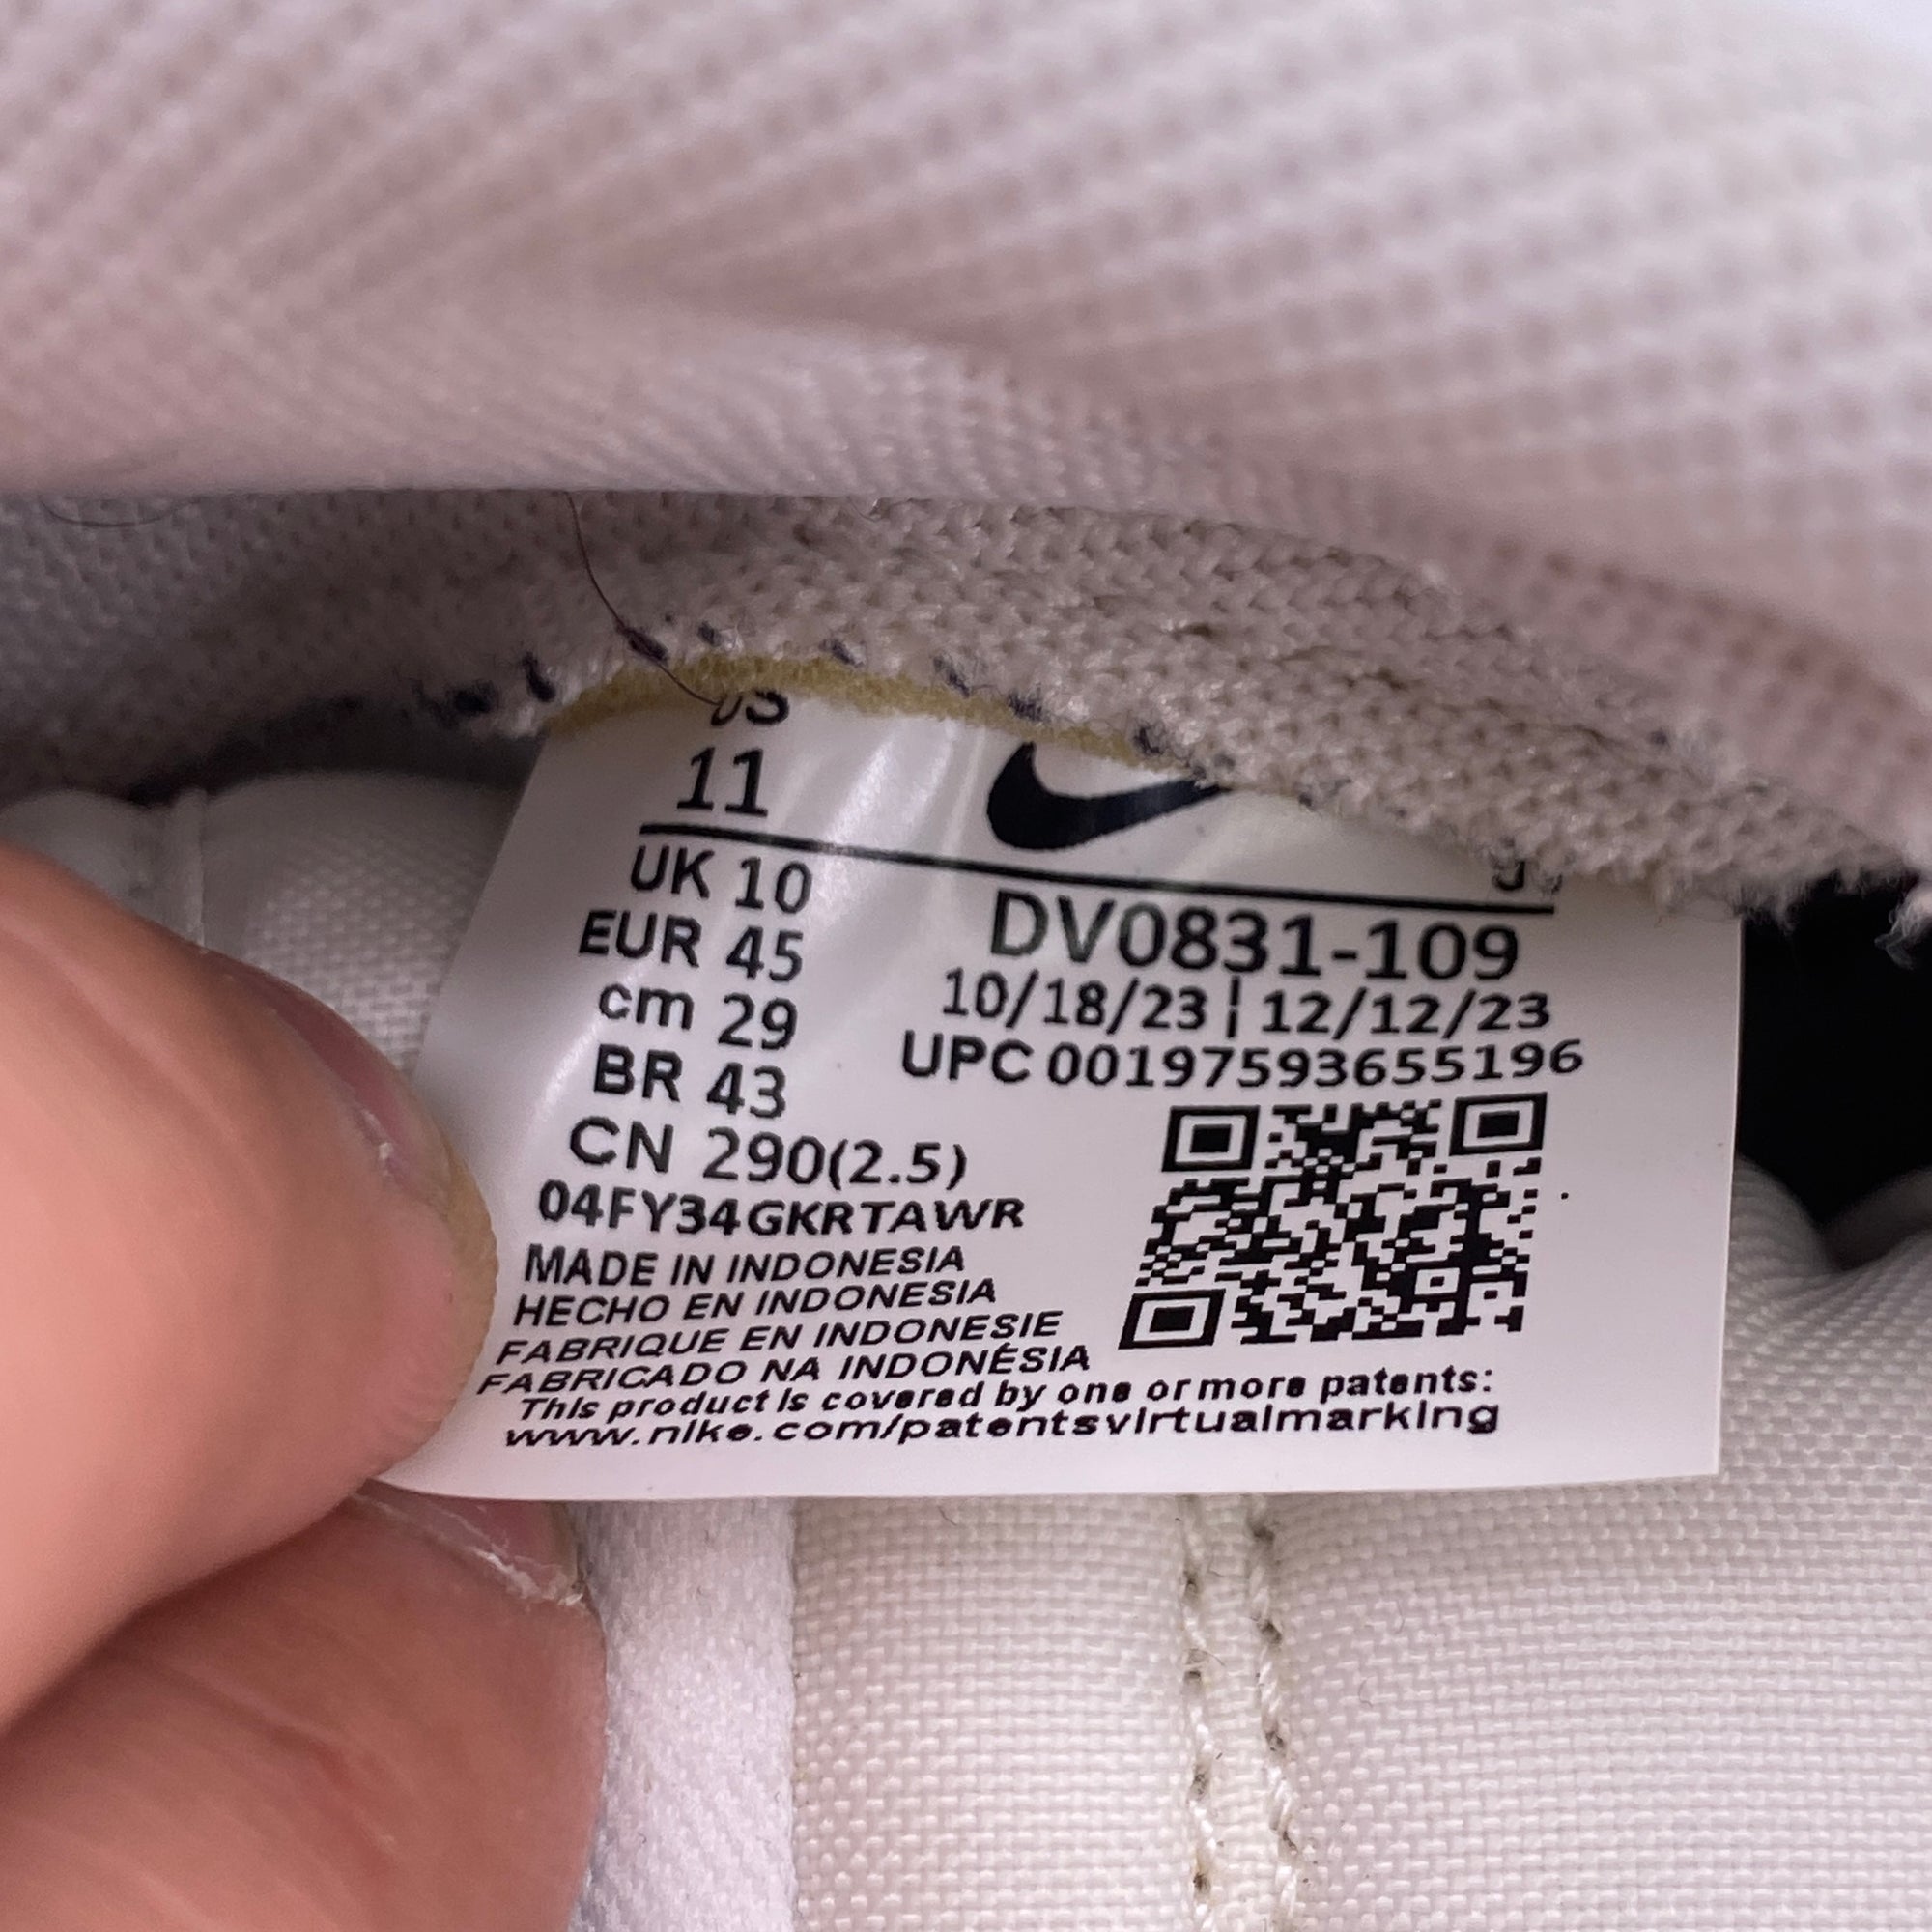 US
11
UK 10
EUR 45
cm 29
BR 43
CN 290(2.5)
04FY34GKRTAWR
DV0831-109
10/18/23 | 12/12/23
UPC 00197593655196
MADE IN INDONESIA
HECHO EN INDONESIA
FABRIQUE EN INDONESIE
FABRICADO NA INDONÉSIA
This product is covered by one or more patents:
www.nike.com/patentsvirtualmarking